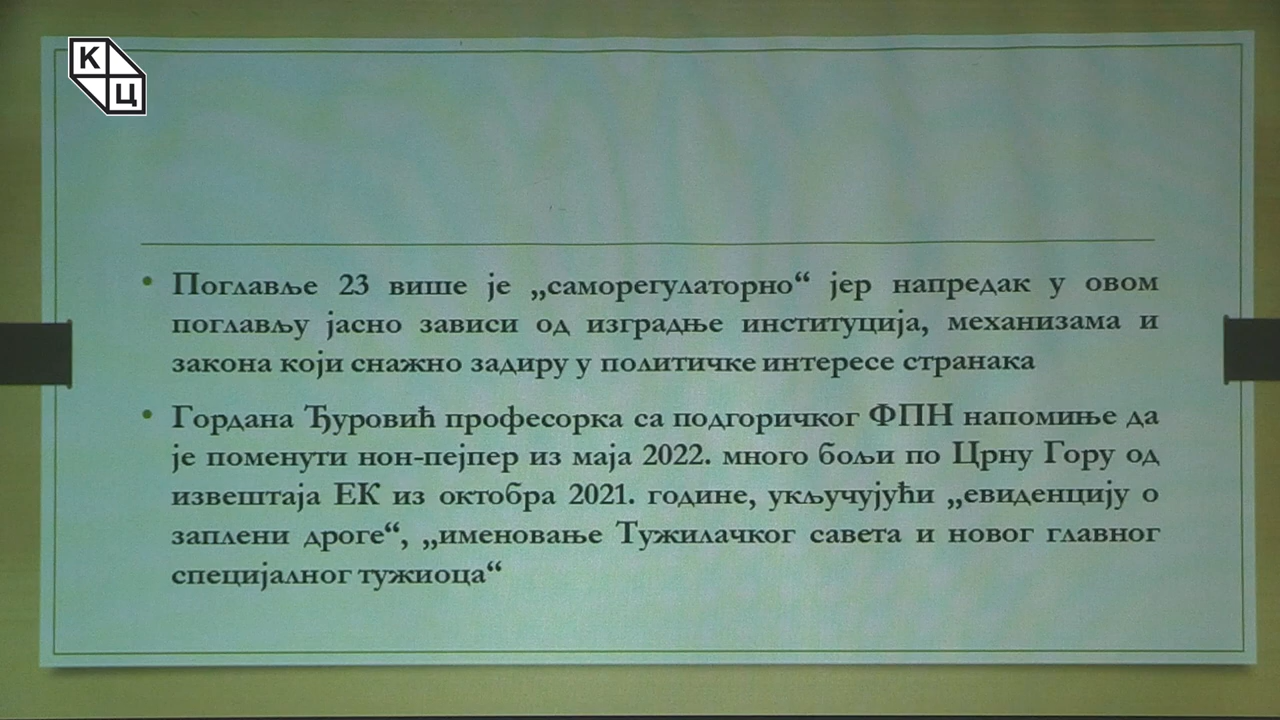 К
Ц
• Поглавље 23 више је „саморегулаторно“ јер напредак у овом
поглављу јасно зависи од изградње институција, механизама и
закона који снажно задиру у политичке интересе странака
• Гордана Ђуровић професорка са подгоричког ФПН напомиње да
је поменути нон-пејпер из маја 2022. много бољи по Црну Гору од
извештаја ЕК из октобра 2021. године, укључујући „евиденцију о
заплени дроге“, „именовање Тужилачког савета и новог главног
специјалног тужиоца“